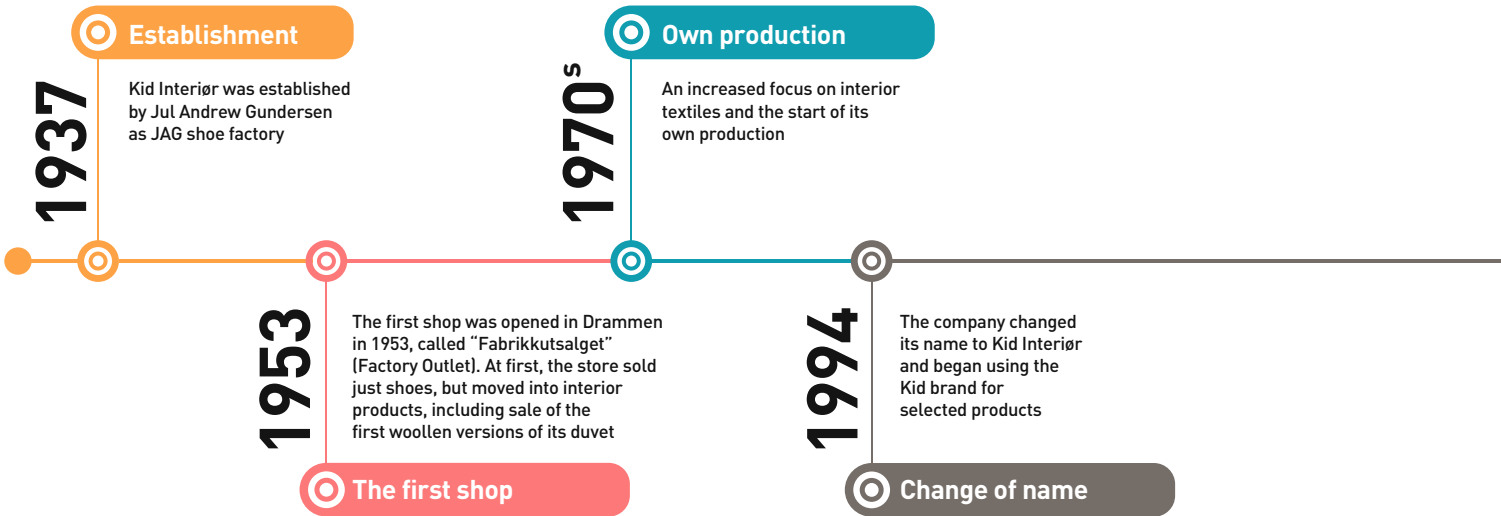 Establishment
1937
Kid Interiør was established
by Jul Andrew Gundersen
as JAG shoe factory
1953
The first shop was opened in Drammen
in 1953, called “Fabrikkutsalget”
(Factory Outlet). At first, the store sold
just shoes, but moved into interior
products, including sale of the
first woollen versions of its duvet
The first shop
Own production
1970s
An increased focus on interior
textiles and the start of its
own production
1994
The company changed
its name to Kid Interiør
and began using the
Kid brand for
selected products
Change of name